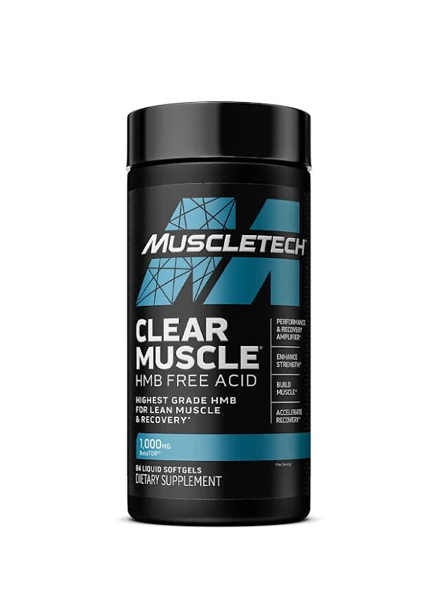 MUSCLETECH
CLEAR
MUSCLE®
HMB FREE ACID
HIGHEST GRADE HMB
FOR LEAN MUSCLE
& RECOVERY*
1,000MG
BetaTOR®
84 LIQUID SOFTGELS
DIETARY SUPPLEMENT
PERFORMANCE
& RECOVERY
AMPLIFIER*
ENHANCE
STRENGTH*
BUILD
MUSCLE*
ACCELERATE
RECOVERY*